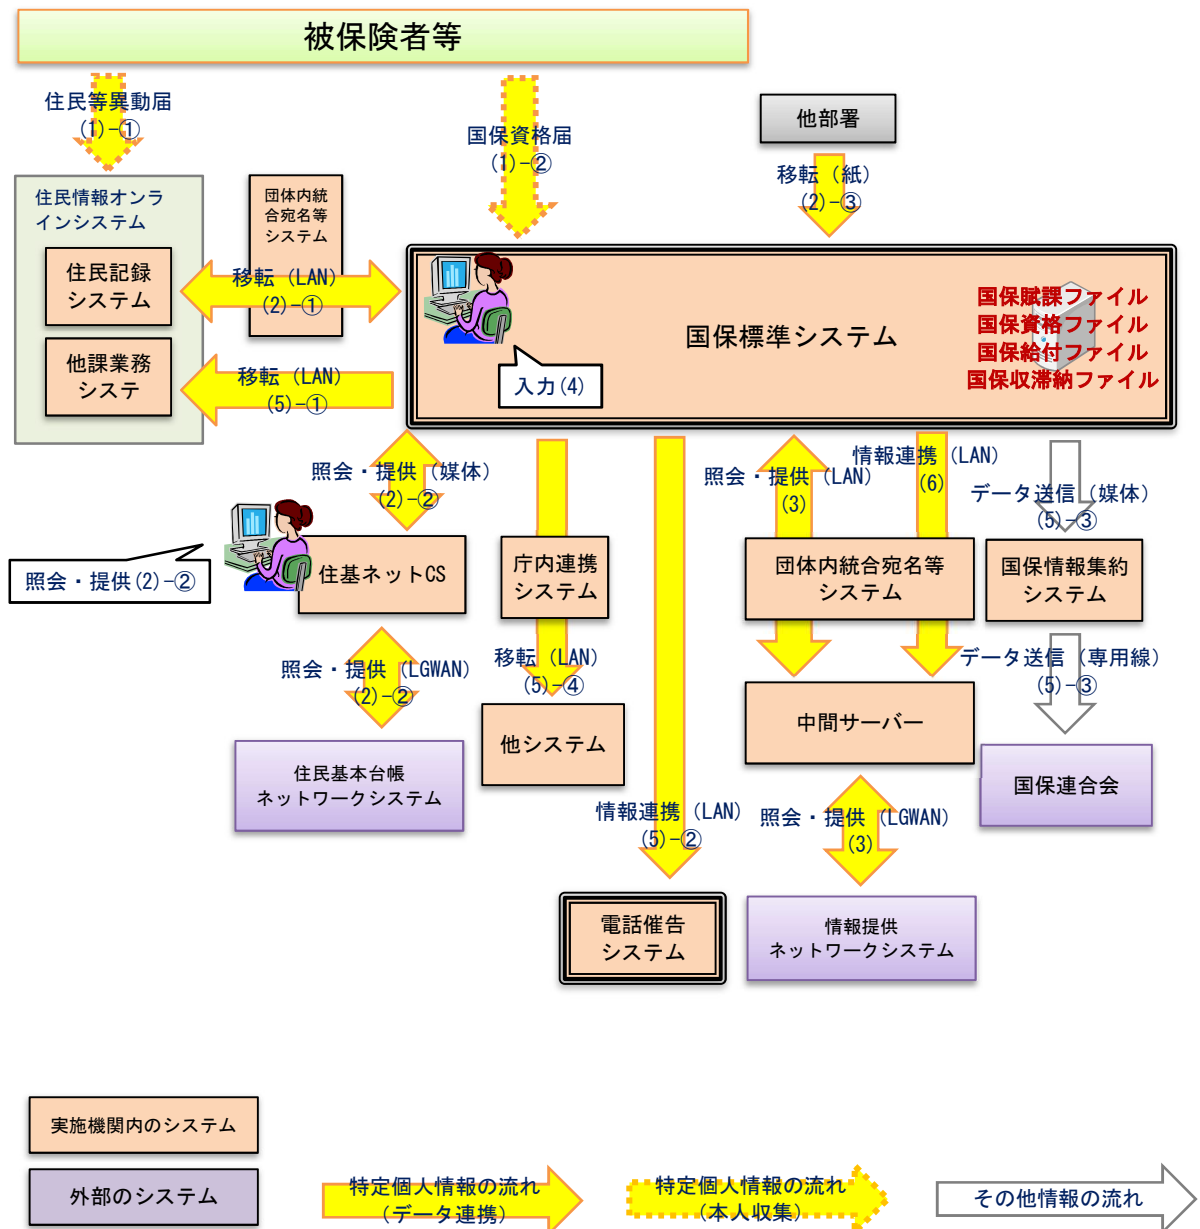 被保険者等
住民等異動届
(1)-①
国保資格届
(1)-②
他部署
移転（紙）
(2)-③
住民情報オンラ
インシステム
団体内統
合宛名等
システム
住民記録
システム
移転（LAN）
(2)-①
他課業務
システ
移転（LAN）
(5)-①
国保標準システム
入力(4)
国保賦課ファイル
国保資格ファイル
国保給付ファイル
国保収滞納ファイル
照会・提供（媒体）
(2)-②
照会・提供（LAN）
(3)
情報連携（LAN）
(6)
データ送信（媒体）
(5)-③
照会・提供(2)-②
住基ネットCS
庁内連携
システム
団体内統合宛名等
システム
国保情報集約
システム
照会・提供（LGWAN）
(2)-②
移転（LAN）
(5)-④
データ送信（専用線）
(5)-③
住民基本台帳
ネットワークシステム
他システム
中間サーバー
国保連合会
情報連携（LAN）
(5)-②
照会・提供（LGWAN）
(3)
電話催告
システム
情報提供
ネットワークシステム
実施機関内のシステム
外部のシステム
特定個人情報の流れ
（データ連携）
特定個人情報の流れ
（本人収集）
その他情報の流れ